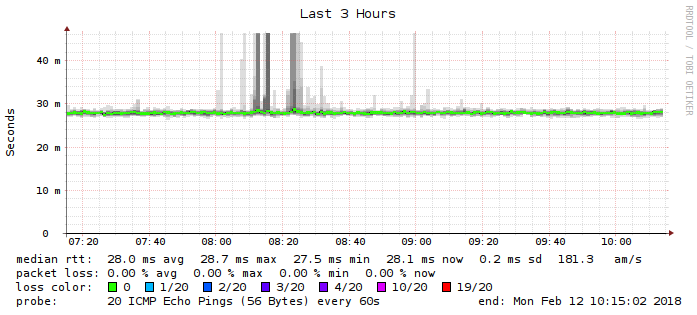 Last 3 Hours
RRDTOOL / TOBI OETIKER
Seconds
40 m
30 m
20 m
10 m
0
07:20 07:40 08:00 08:20 08:40 09:00 09:20 09:40 10:00
median rtt: 28.0 ms avg 28.7 ms max 27.5 ms min 28.1 ms now 0.2 ms sd 181.3 am/s
packet loss: 0.00 % avg 0.00 % max 0.00 % min 0.00 % now
loss color: 0 1/20 2/20 3/20 4/20 10/20 19/20
probe: 20 ICMP Echo Pings (56 Bytes) every 60s end: Mon Feb 12 10:15:02 2018